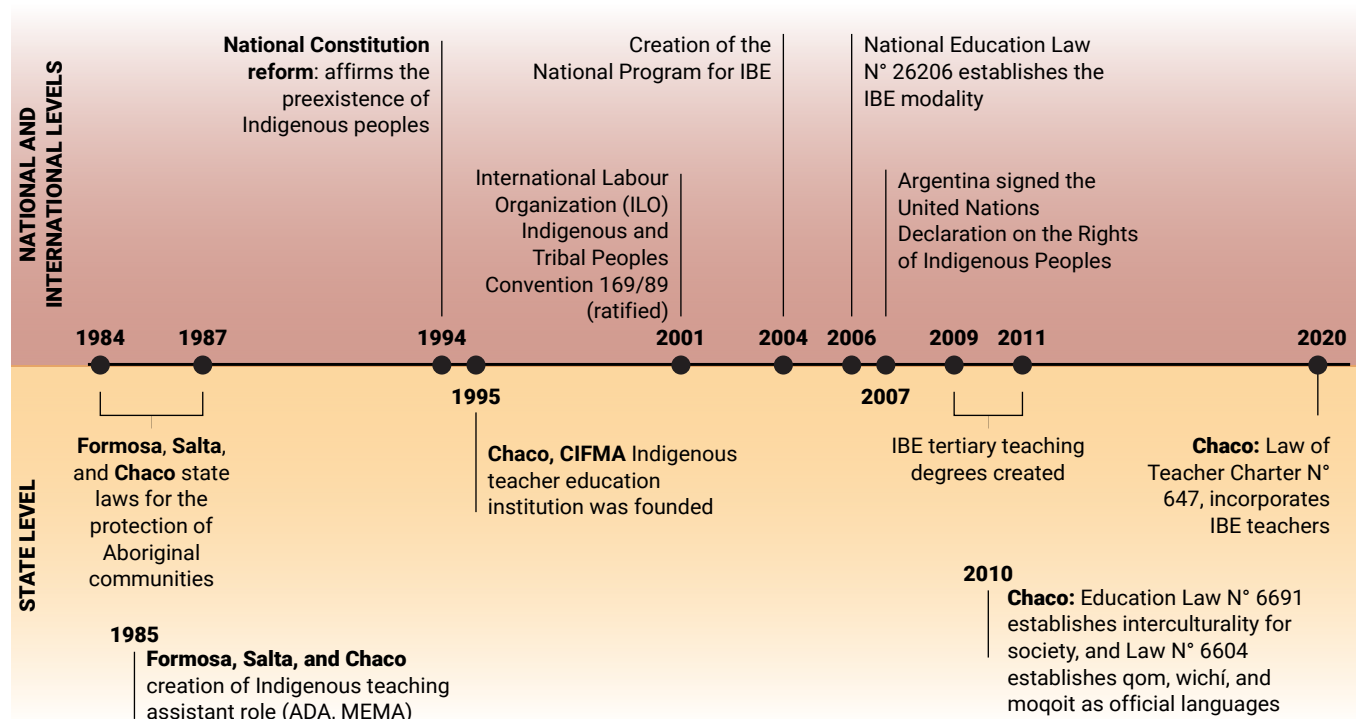 NATIONAL AND
INTERNATIONAL LEVELS
National Constitution
reform: affirms the
preexistence of
Indigenous peoples
Creation of the
National Program for IBE
National Education Law
N° 26206 establishes the
IBE modality
International Labour
Organization (ILO)
Indigenous and
Tribal Peoples
Convention 169/89
(ratified)
Argentina signed the
United Nations
Declaration on the Rights
of Indigenous Peoples
1984 1987 1994 2001 2004 2006 2009 2011 2020
1995 2007
STATE LEVEL
Formosa, Salta,
and Chaco state
laws for the
protection of
Aboriginal
communities
Chaco, CIFMA Indigenous
teacher education
institution was founded
IBE tertiary teaching
degrees created
Chaco: Law of
Teacher Charter N°
647, incorporates
IBE teachers
1985
Formosa, Salta, and Chaco
creation of Indigenous teaching
assistant role (ADA, MEMA)
2010
Chaco: Education Law N° 6691
establishes interculturality for
society, and Law N° 6604
establishes qom, wichí, and
moqoit as official languages